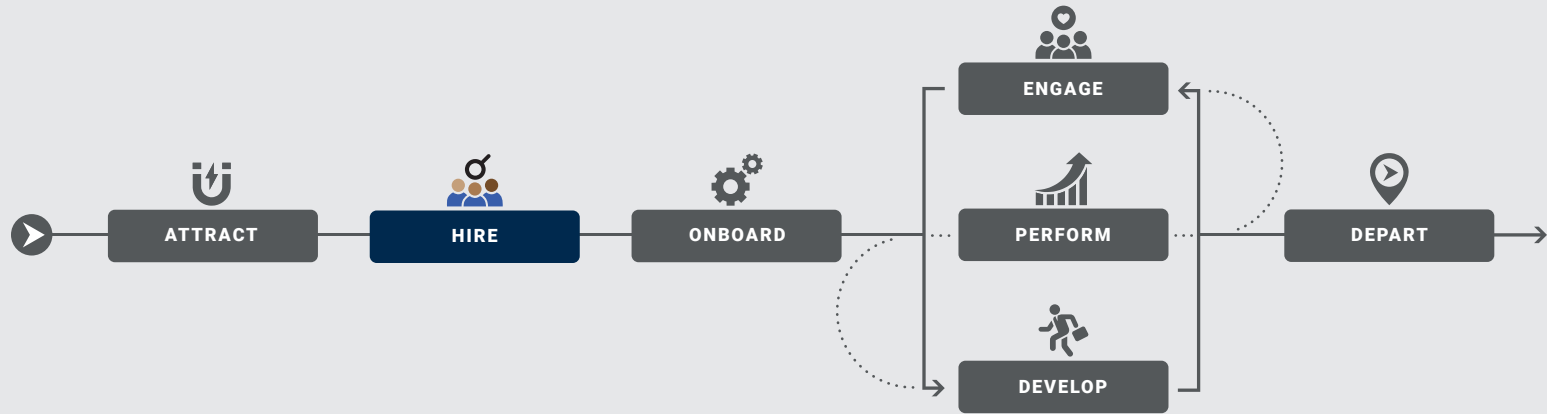 ATTRACT
HIRE
ONBOARD
ENGAGE
PERFORM
DEVELOP
DEPART